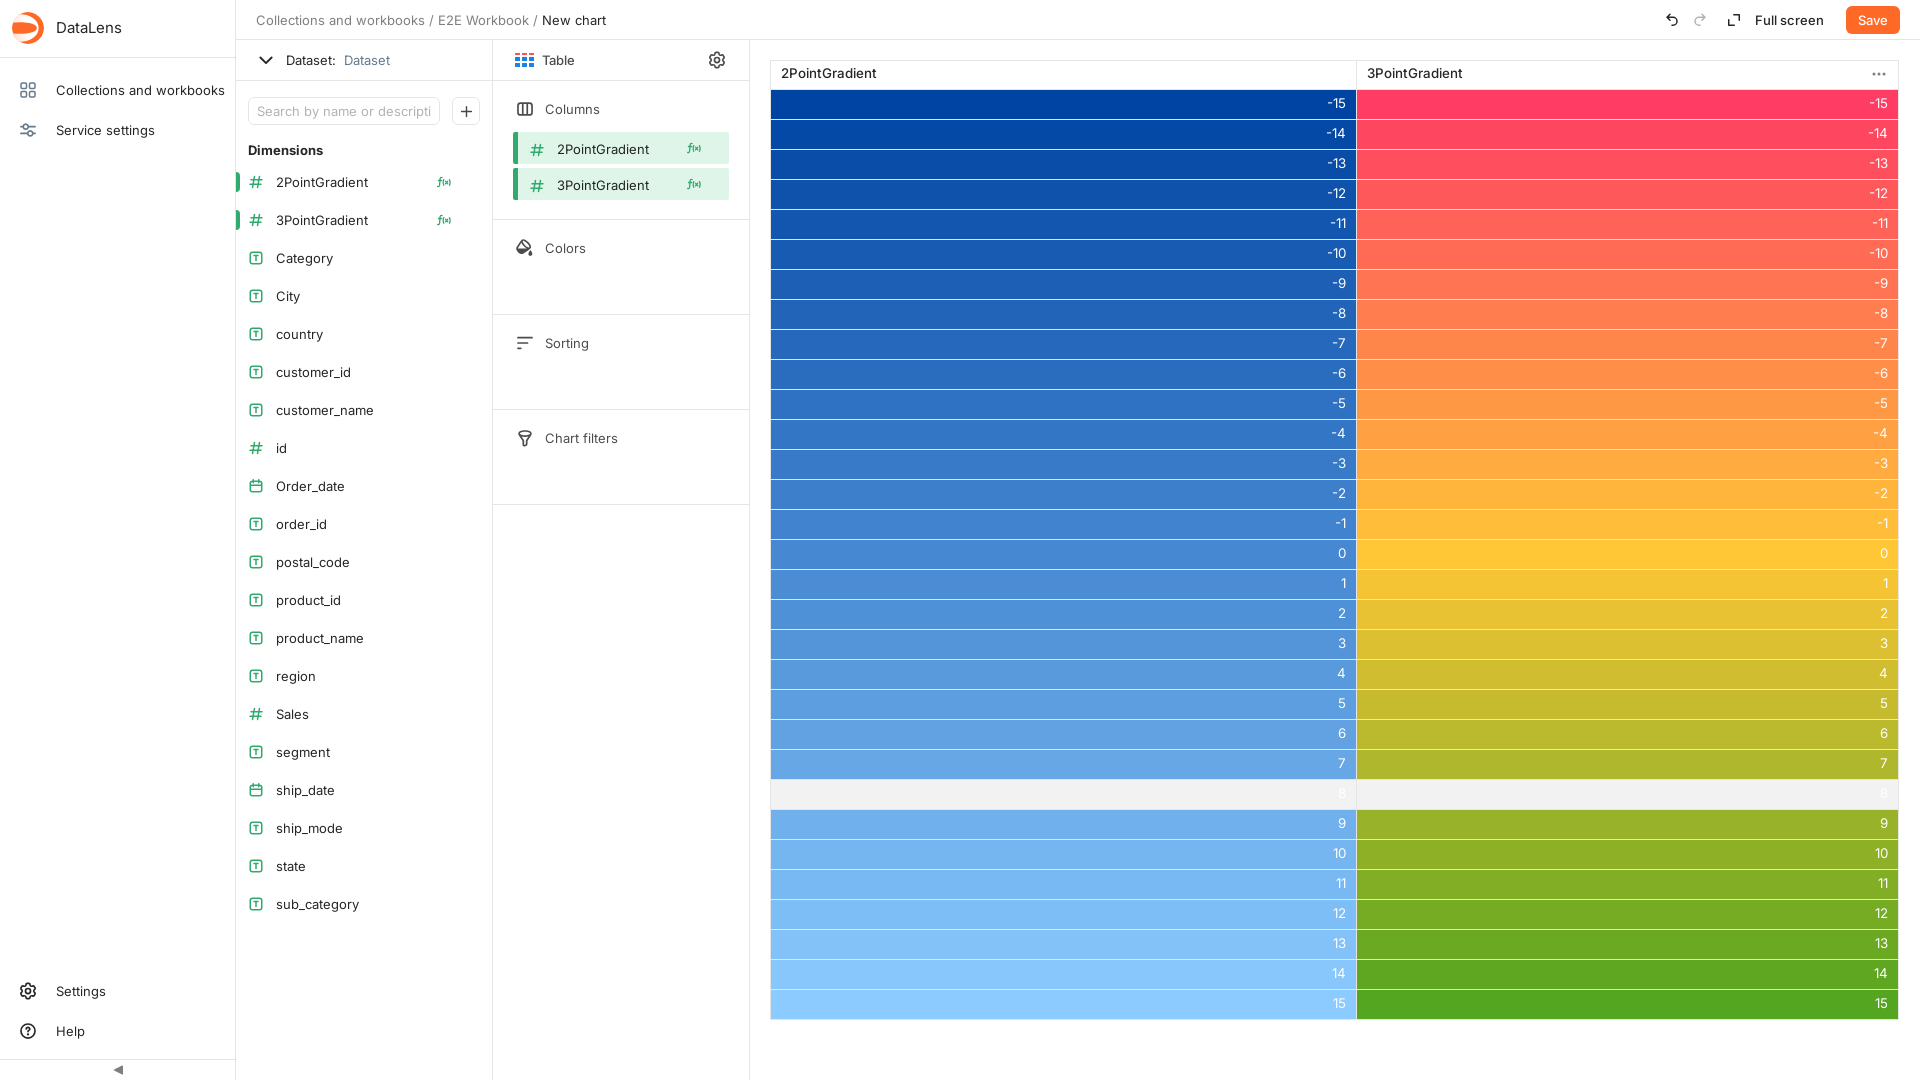 DataLens
Collections and workbooks
Service settings
Settings
Help
Collections and workbooks / E2E Workbook / New chart
Full screen
Save
Dataset: Dataset
Search by name or descripti
Dimensions
2PointGradient
3PointGradient
Category
City
country
customer_id
customer_name
id
Order_date
order_id
postal_code
product_id
product_name
region
Sales
segment
ship_date
ship_mode
state
sub_category
Table
Columns
2PointGradient
3PointGradient
Colors
Sorting
Chart filters
2PointGradient 3PointGradient
-15 -15
-14 -14
-13 -13
-12 -12
-11 -11
-10 -10
-9 -9
-8 -8
-7 -7
-6 -6
-5 -5
-4 -4
-3 -3
-2 -2
-1 -1
0 0
1 1
2 2
3 3
4 4
5 5
6 6
7 7
8 8
9 9
10 10
11 11
12 12
13 13
14 14
15 15